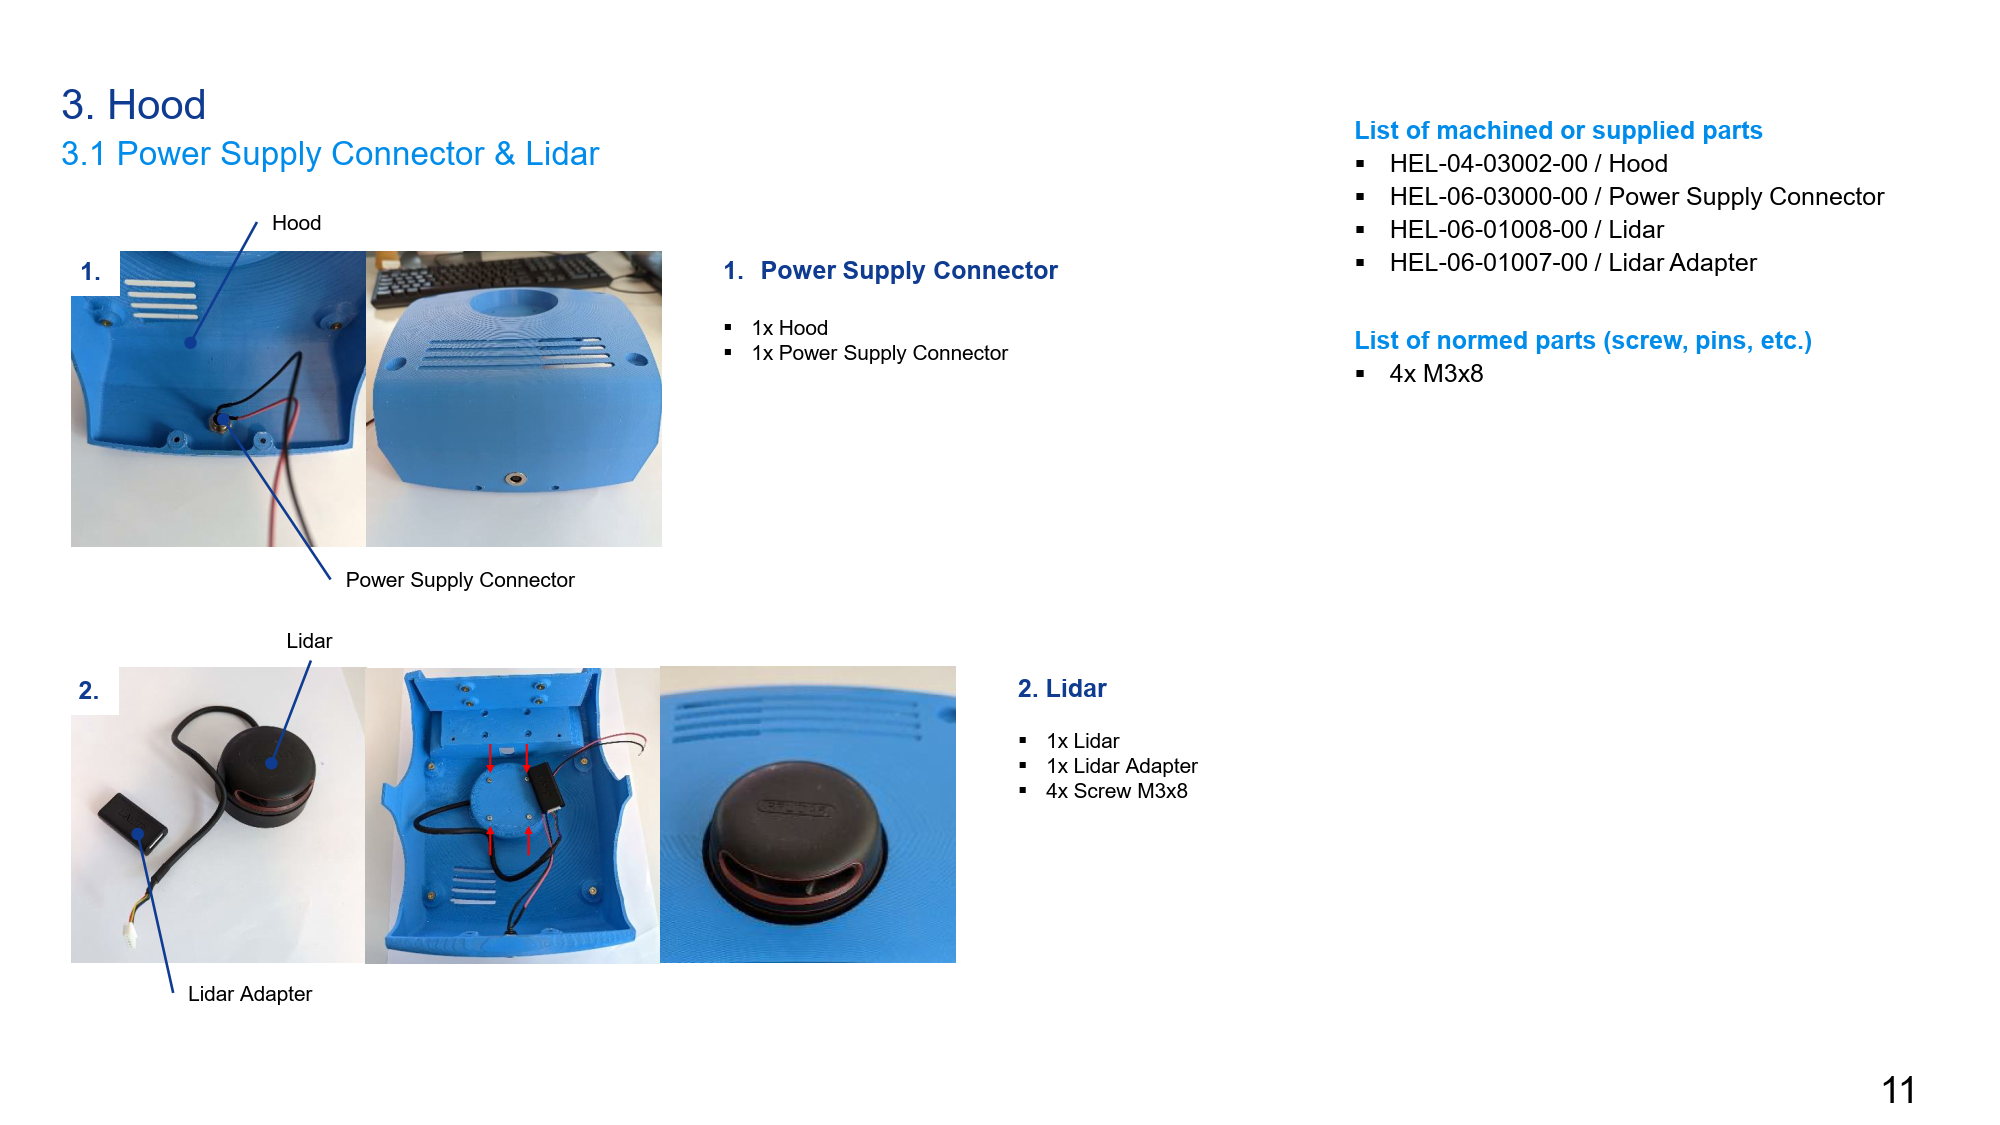 3. Hood
3.1 Power Supply Connector & Lidar
List of machined or supplied parts
▪ HEL-04-03002-00 / Hood
▪ HEL-06-03000-00 / Power Supply Connector
▪ HEL-06-01008-00 / Lidar
▪ HEL-06-01007-00 / Lidar Adapter
List of normed parts (screw, pins, etc.)
▪ 4x M3x8
Hood
1.
Power Supply Connector
1. Power Supply Connector
▪ 1x Hood
▪ 1x Power Supply Connector
Lidar
2.
Lidar Adapter
2. Lidar
▪ 1x Lidar
▪ 1x Lidar Adapter
▪ 4x Screw M3x8
11